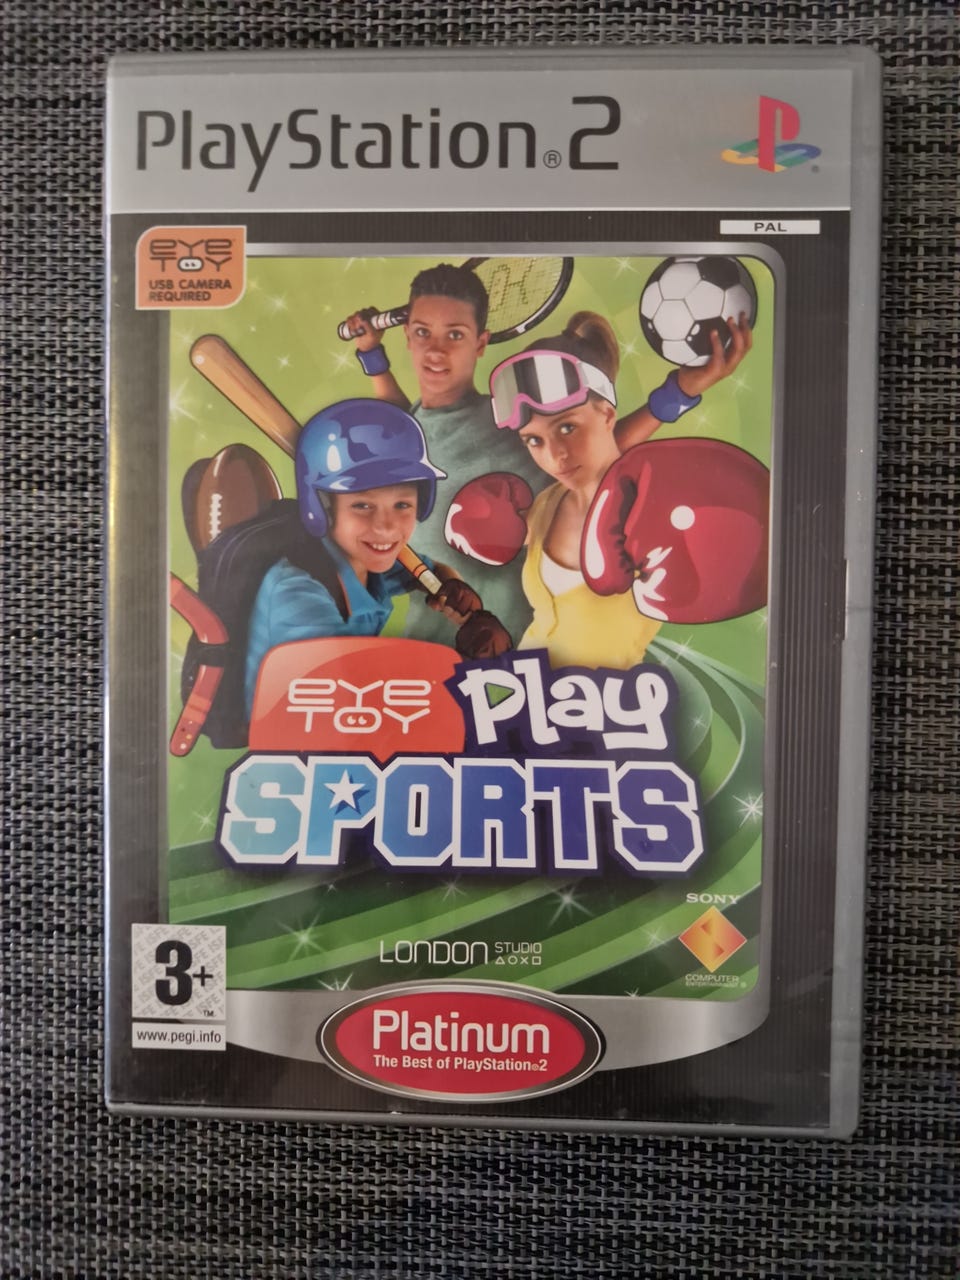 PlayStation®2
PAL
EYE
TOY
USB CAMERA
REQUIRED
EYE
TOY
Play
SPORTS
SONY
COMPUTER
ENTERTAINMENT®
LONDON STUDIO
3+
TM
www.pegi.info
Platinum
The Best of PlayStation®2